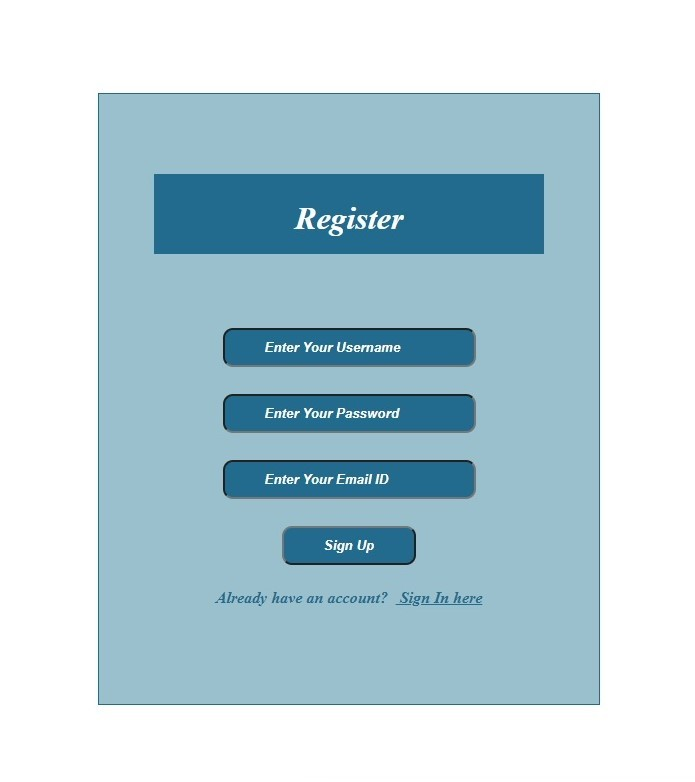 Register
Enter Your Username
Enter Your Password
Enter Your Email ID
Sign Up
Already have an account? Sign In here